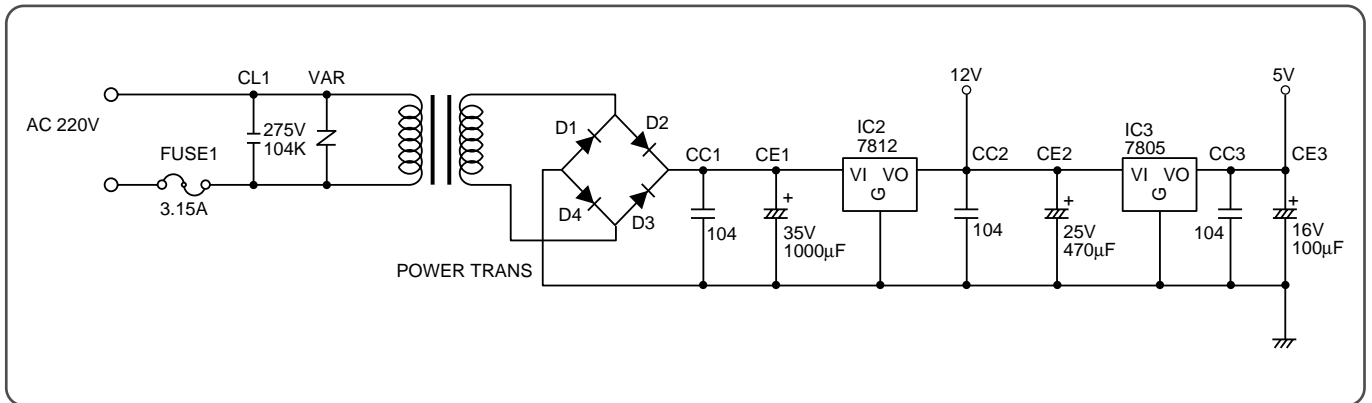 AC 220V
CL1
VAR
275V
104K
FUSE1
3.15A
POWER TRANS
D1
D2
D4
D3
CC1
104
CE1
+
35V
1000µF
IC2
7812
VI VO
G
12V
CC2
104
CE2
+
25V
470µF
IC3
7805
VI VO
G
CC3
104
5V
CE3
+
16V
100µF